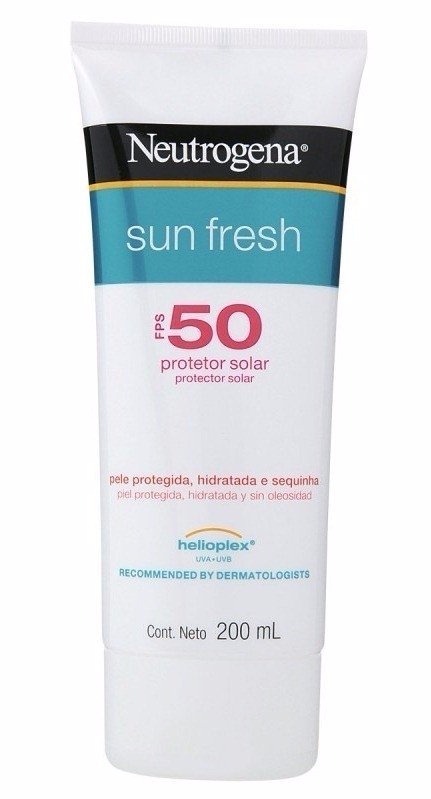 Neutrogena®
sun fresh
FPS 50
protetor solar
protector solar
pele protegida, hidratada e sequinha
piel protegida, hidratada y sin oleosidad
helioplex®
UVA•UVB
RECOMMENDED BY DERMATOLOGISTS
Cont. Neto 200 mL